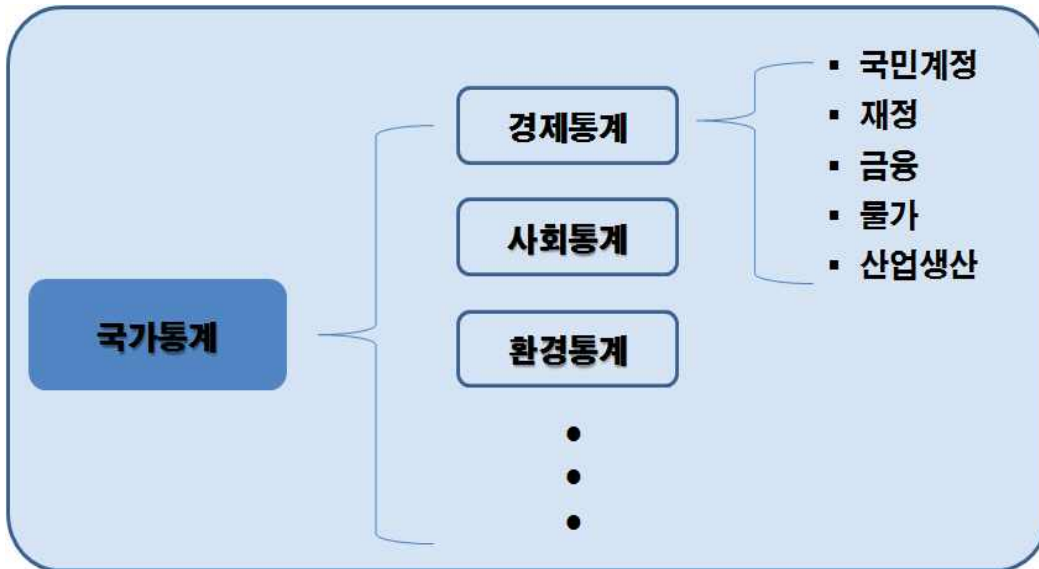 국가통계
경제통계
사회통계
환경통계
▪ 국민계정
▪ 재정
▪ 금융
▪ 물가
▪ 산업생산